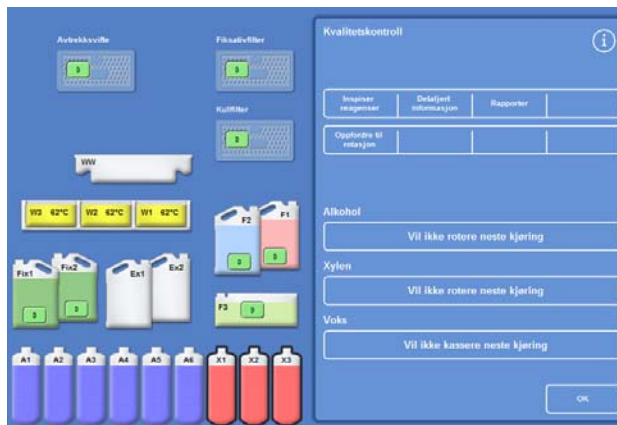 Avtrekksvifte
Fiksativfilter
Kullfilter
WW
W3 62°C W2 62°C W1 62°C
F2 F1
Fix1 Fix2 Ex1 Ex2
F3
A1 A2 A3 A4 A5 A6 X1 X2 X3
Kvalitetskontroll
i
Inspiser
reagenser
Detaljert
informasjon
Rapporter
Oppfordre til
rotasjon
Alkohol
Vil ikke rotere neste kjøring
Xylen
Vil ikke rotere neste kjøring
Voks
Vil ikke kassere neste kjøring
OK